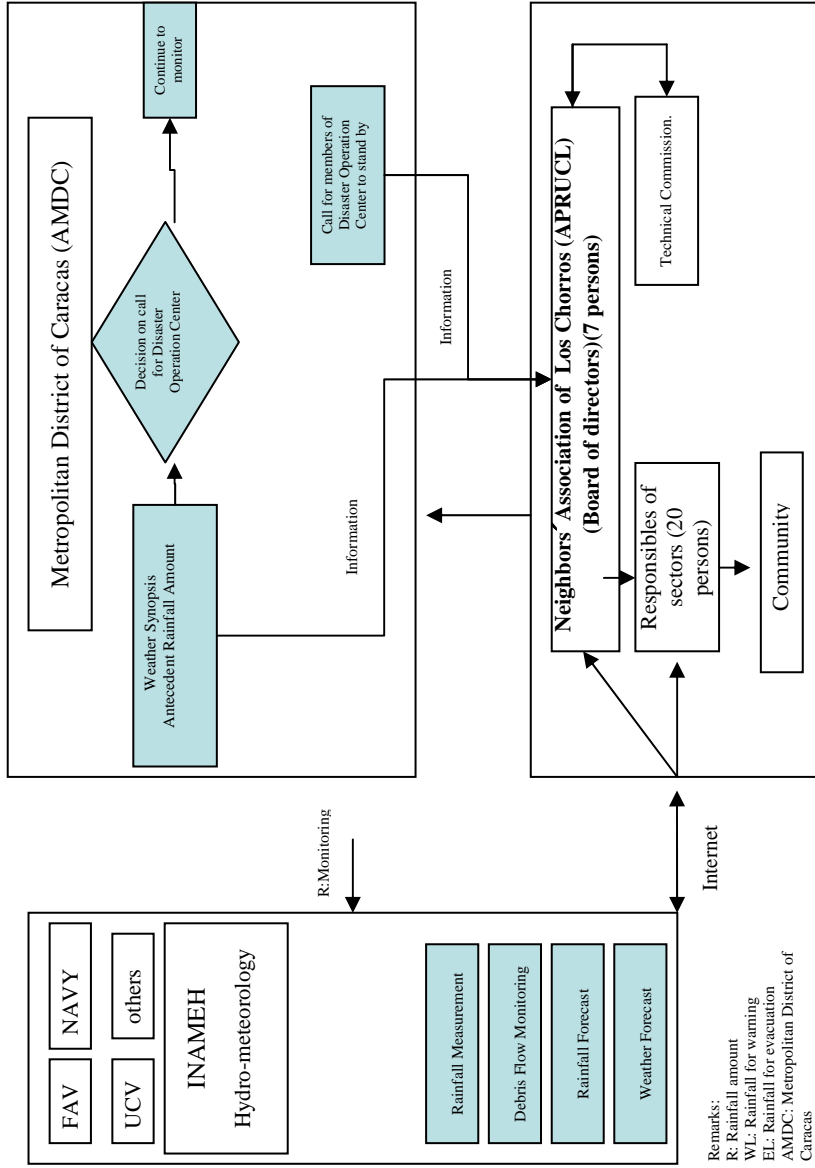 FAV
NAVY
UCV
others
INAMEH
Hydro-meteorology
Rainfall Measurement
Debris Flow Monitoring
Rainfall Forecast
Weather Forecast
R:Monitoring
Internet
Metropolitan District of Caracas (AMDC)
Weather Synopsis
Antecedent Rainfall Amount
Decision on call
for Disaster
Operation Center
Continue to
monitor
Call for members of
Disaster Operation
Center to stand by
Information
Information
Neighbors´Association of Los Chorros (APRUCL)
(Board of directors)(7 persons)
Responsibles of
sectors (20
persons)
Technical Commission.
Community
Remarks:
R: Rainfall amount
WL: Rainfall for warning
EL: Rainfall for evacuation
AMDC: Metropolitan District of
Caracas